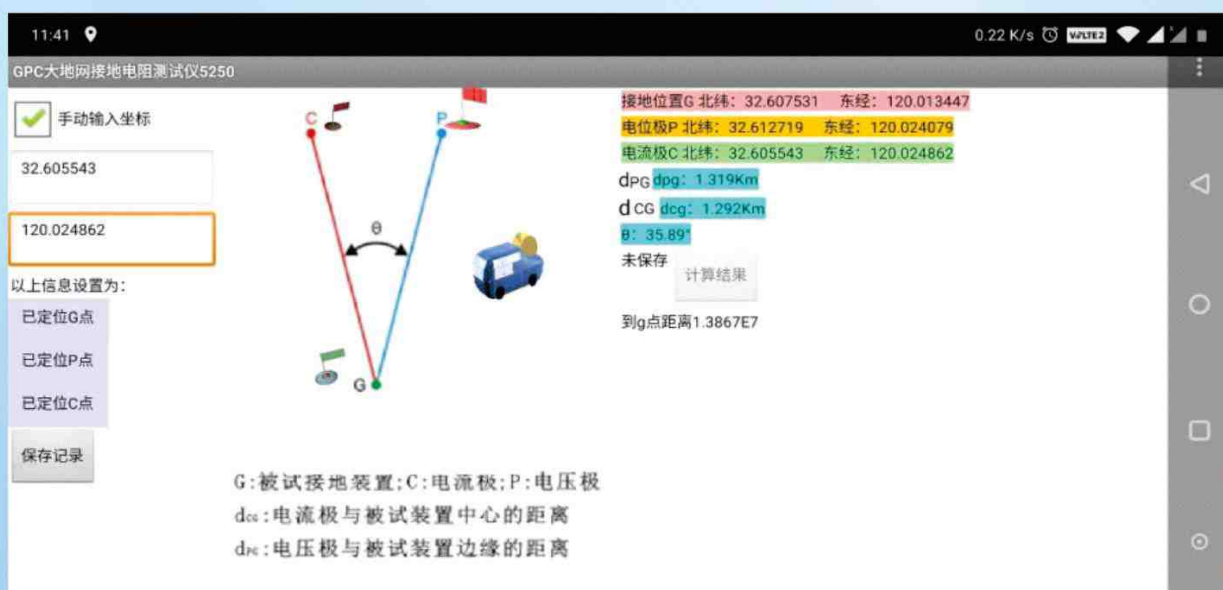 11:41
0.22 K/s
VoLTE2
GPC大地网接地电阻测试仪5250
手动输入坐标
32.605543
120.024862
以上信息设置为:
已定位G点
已定位P点
已定位C点
保存记录
C
P
θ
G
G:被试接地装置;C:电流极;P:电压极
dCG:电流极与被试装置中心的距离
dPG:电压极与被试装置边缘的距离
接地位置G 北纬: 32.607531 东经: 120.013447
电位极P 北纬: 32.612719 东经: 120.024079
电流极C 北纬: 32.605543 东经: 120.024862
dPG dpg: 1.319Km
d CG dcg: 1.292Km
θ: 35.89°
未保存
计算结果
到g点距离1.3867E7